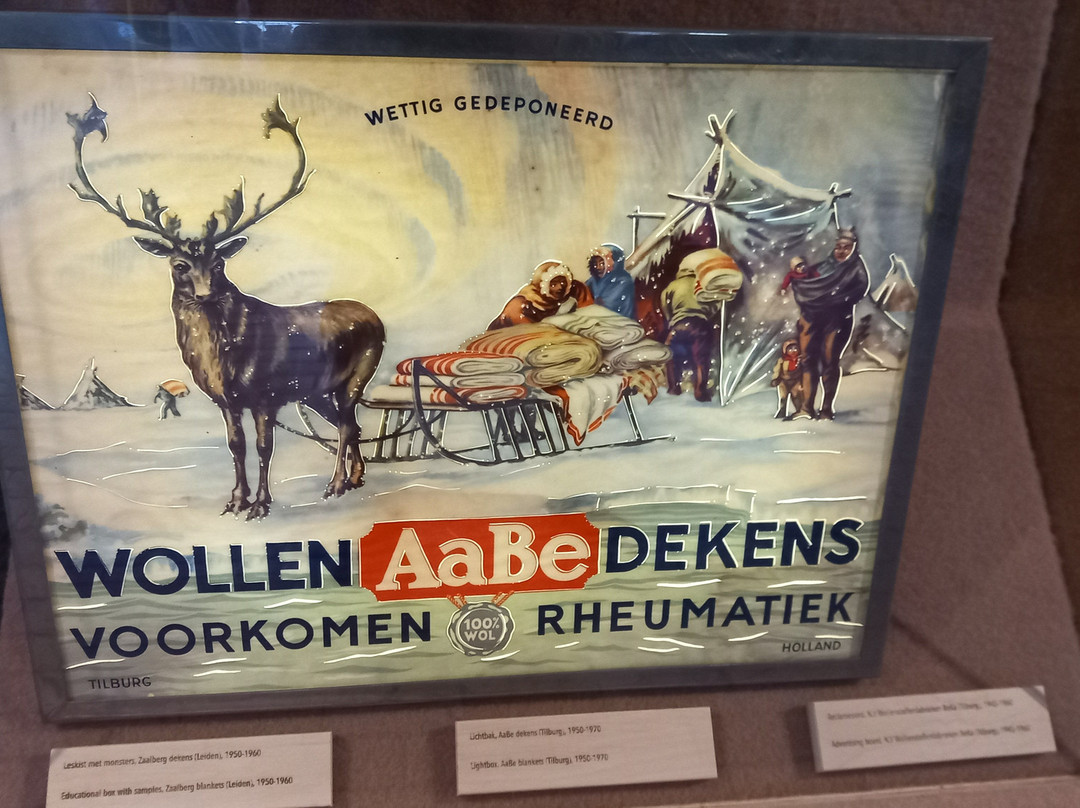 WETTIG GEDEPONEERD
WOLLEN AaBe DEKENS
VOORKOMEN 100% WOL RHEUMATIEK
TILBURG HOLLAND
Leskist met monsters, Zaalberg dekens (Leiden), 1950-1960
Educational box with samples, Zaalberg blankets (Leiden), 1950-1960
Lichtbak, AaBe dekens (Tilburg), 1950-1970
Lightbox, AaBe blankets (Tilburg), 1950-1970